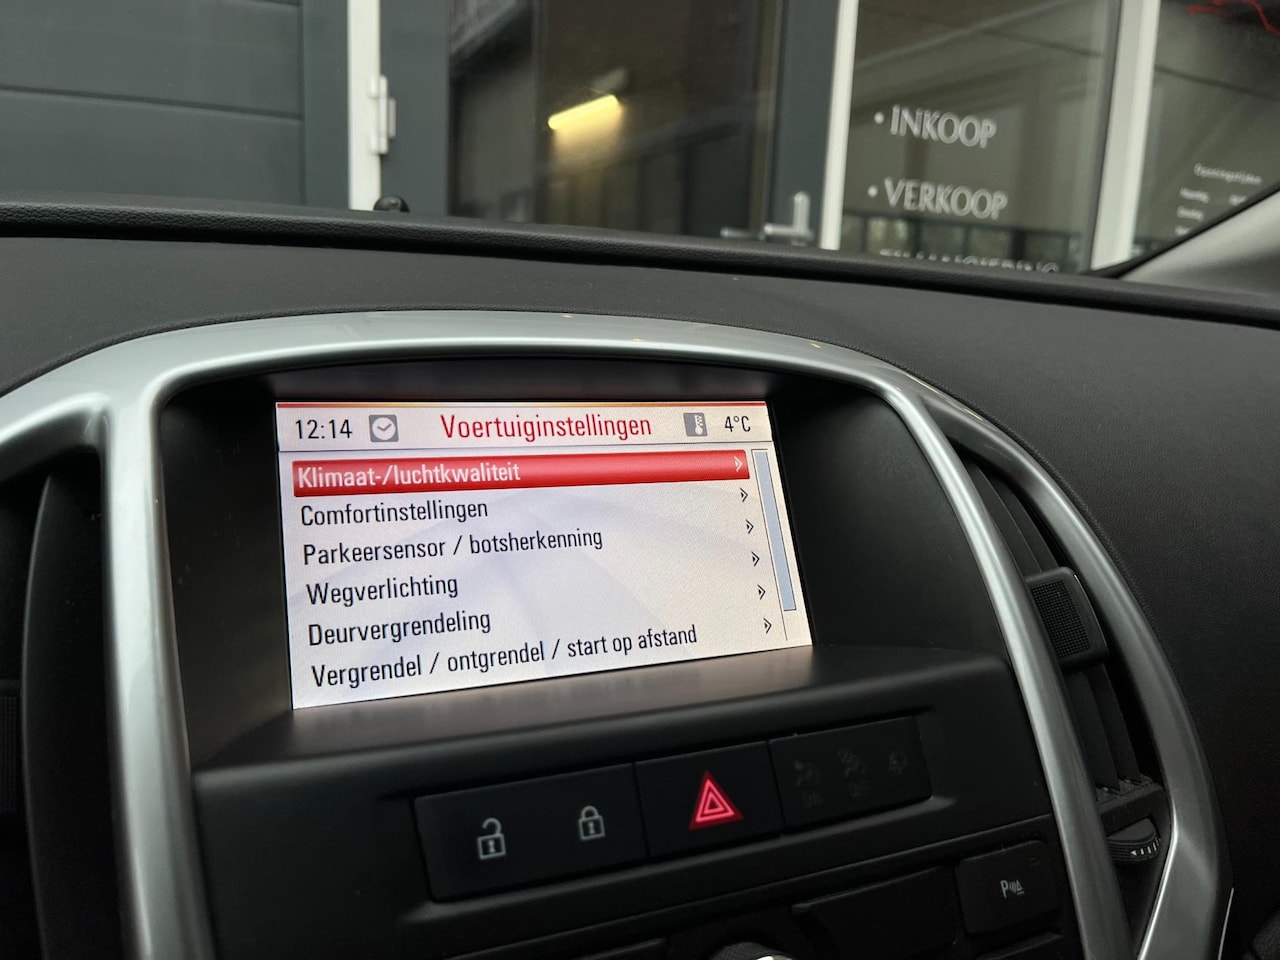 • INKOOP
• VERKOOP
12:14 Voertuiginstellingen 4°C
Klimaat-/luchtkwaliteit
Comfortinstellingen
Parkeersensor / botsherkenning
Wegverlichting
Deurvergrendeling
Vergrendel / ontgrendel / start op afstand
P